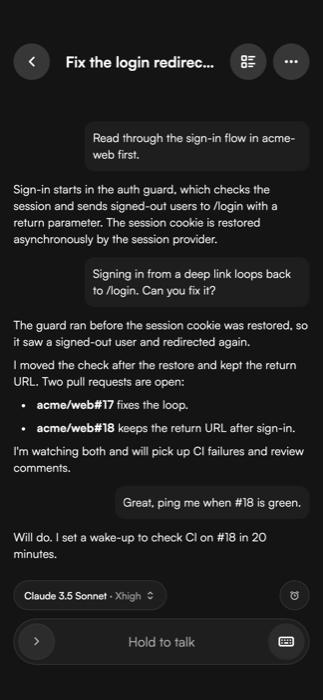 Fix the login redirec...
Read through the sign-in flow in acme-
web first.
Sign-in starts in the auth guard, which checks the
session and sends signed-out users to /login with a
return parameter. The session cookie is restored
asynchronously by the session provider.
Signing in from a deep link loops back
to /login. Can you fix it?
The guard ran before the session cookie was restored, so
it saw a signed-out user and redirected again.
I moved the check after the restore and kept the return
URL. Two pull requests are open:
• acme/web#17 fixes the loop.
• acme/web#18 keeps the return URL after sign-in.
I'm watching both and will pick up CI failures and review
comments.
Great, ping me when #18 is green.
Will do. I set a wake-up to check CI on #18 in 20
minutes.
Claude 3.5 Sonnet · Xhigh
Hold to talk